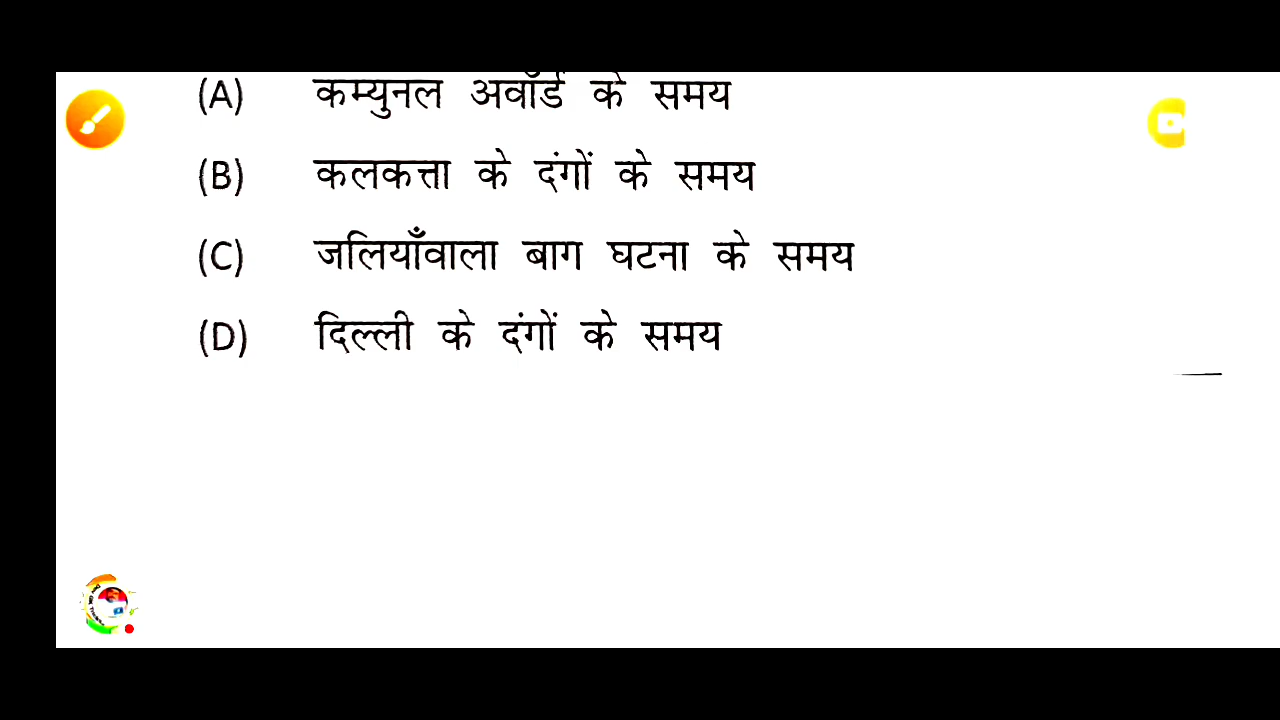 (A) कम्युनल अवॉर्ड के समय
(B) कलकत्ता के दंगों के समय
(C) जलियाँवाला बाग घटना के समय
(D) दिल्ली के दंगों के समय